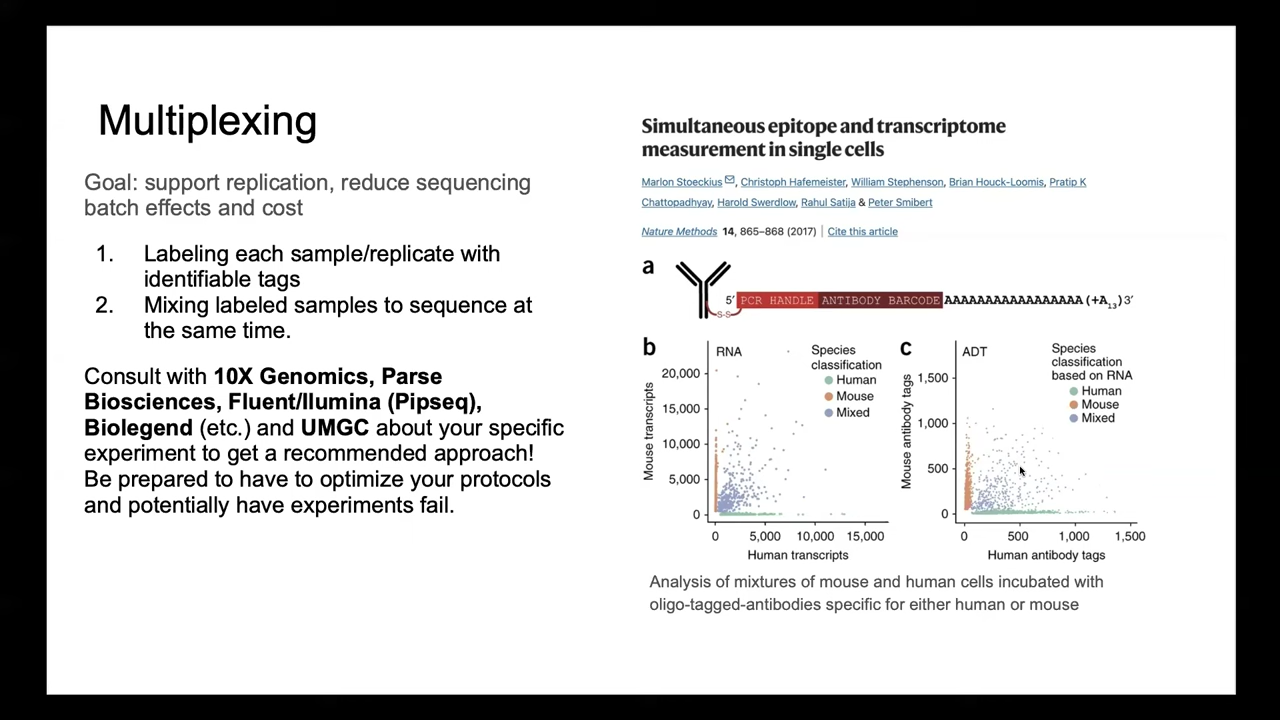 Multiplexing
Goal: support replication, reduce sequencing
batch effects and cost
1. Labeling each sample/replicate with
identifiable tags
2. Mixing labeled samples to sequence at
the same time.
Consult with 10X Genomics, Parse
Biosciences, Fluent/Ilumina (Pipseq),
Biolegend (etc.) and UMGC about your specific
experiment to get a recommended approach!
Be prepared to have to optimize your protocols
and potentially have experiments fail.
Simultaneous epitope and transcriptome
measurement in single cells
Marlon Stoeckius, Christoph Hafemeister, William Stephenson, Brian Houck-Loomis, Pratip K
Chattopadhyay, Harold Swerdlow, Rahul Satija & Peter Smibert
Nature Methods 14, 865–868 (2017) | Cite this article
a
5′ PCR HANDLE ANTIBODY BARCODE AAAAAAAAAAAAAAAAA (+A13) 3′
S-S
b
RNA
Species
classification
Human
Mouse
Mixed
Mouse transcripts
20,000
15,000
10,000
5,000
0
0 5,000 10,000 15,000
Human transcripts
c
ADT
Species
classification
based on RNA
Human
Mouse
Mixed
Mouse antibody tags
1,500
1,000
500
0
0 500 1,000 1,500
Human antibody tags
Analysis of mixtures of mouse and human cells incubated with
oligo-tagged-antibodies specific for either human or mouse